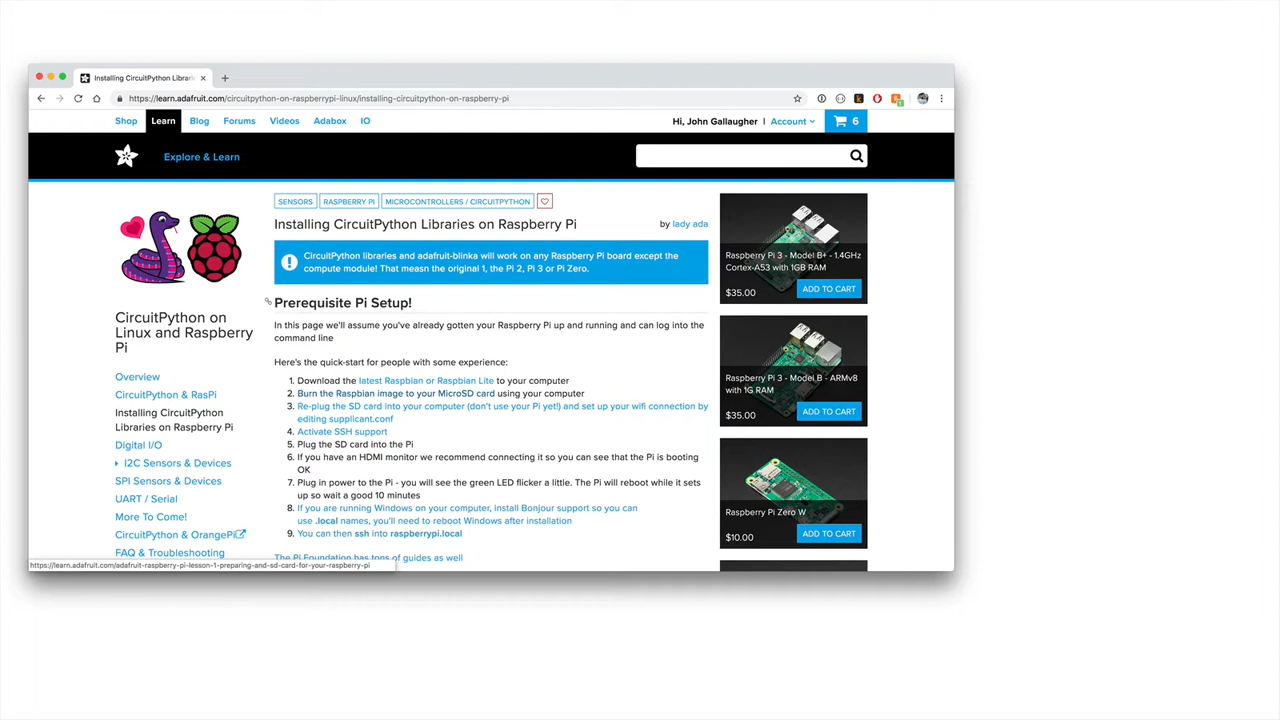 Installing CircuitPython Librari
https://learn.adafruit.com/circuitpython-on-raspberrypi-linux/installing-circuitpython-on-raspberry-pi
Shop Learn Blog Forums Videos Adabox IO
Hi, John Gallaugher | Account 6
Explore & Learn
SENSORS RASPBERRY PI MICROCONTROLLERS / CIRCUITPYTHON
Installing CircuitPython Libraries on Raspberry Pi by lady ada
CircuitPython libraries and adafruit-blinka will work on any Raspberry Pi board except the
compute module! That measn the original 1, the Pi 2, Pi 3 or Pi Zero.
Prerequisite Pi Setup!
In this page we'll assume you've already gotten your Raspberry Pi up and running and can log into the
command line
Here's the quick-start for people with some experience:
1. Download the latest Raspbian or Raspbian Lite to your computer
2. Burn the Raspbian image to your MicroSD card using your computer
3. Re-plug the SD card into your computer (don't use your Pi yet!) and set up your wifi connection by
editing supplicant.conf
4. Activate SSH support
5. Plug the SD card into the Pi
6. If you have an HDMI monitor we recommend connecting it so you can see that the Pi is booting
OK
7. Plug in power to the Pi - you will see the green LED flicker a little. The Pi will reboot while it sets
up so wait a good 10 minutes
8. If you are running Windows on your computer, install Bonjour support so you can
use .local names, you'll need to reboot Windows after installation
9. You can then ssh into raspberrypi.local
The Pi Foundation has tons of guides as well
CircuitPython on
Linux and Raspberry
Pi
Overview
CircuitPython & RasPi
Installing CircuitPython
Libraries on Raspberry Pi
Digital I/O
I2C Sensors & Devices
SPI Sensors & Devices
UART / Serial
More To Come!
CircuitPython & OrangePi
FAQ & Troubleshooting
https://learn.adafruit.com/adafruit-raspberry-pi-lesson-1-preparing-and-sd-card-for-your-raspberry-pi
Raspberry Pi 3 - Model B+ - 1.4GHz
Cortex-A53 with 1GB RAM
$35.00 ADD TO CART
Raspberry Pi 3 - Model B - ARMv8
with 1G RAM
$35.00 ADD TO CART
Raspberry Pi Zero W
$10.00 ADD TO CART